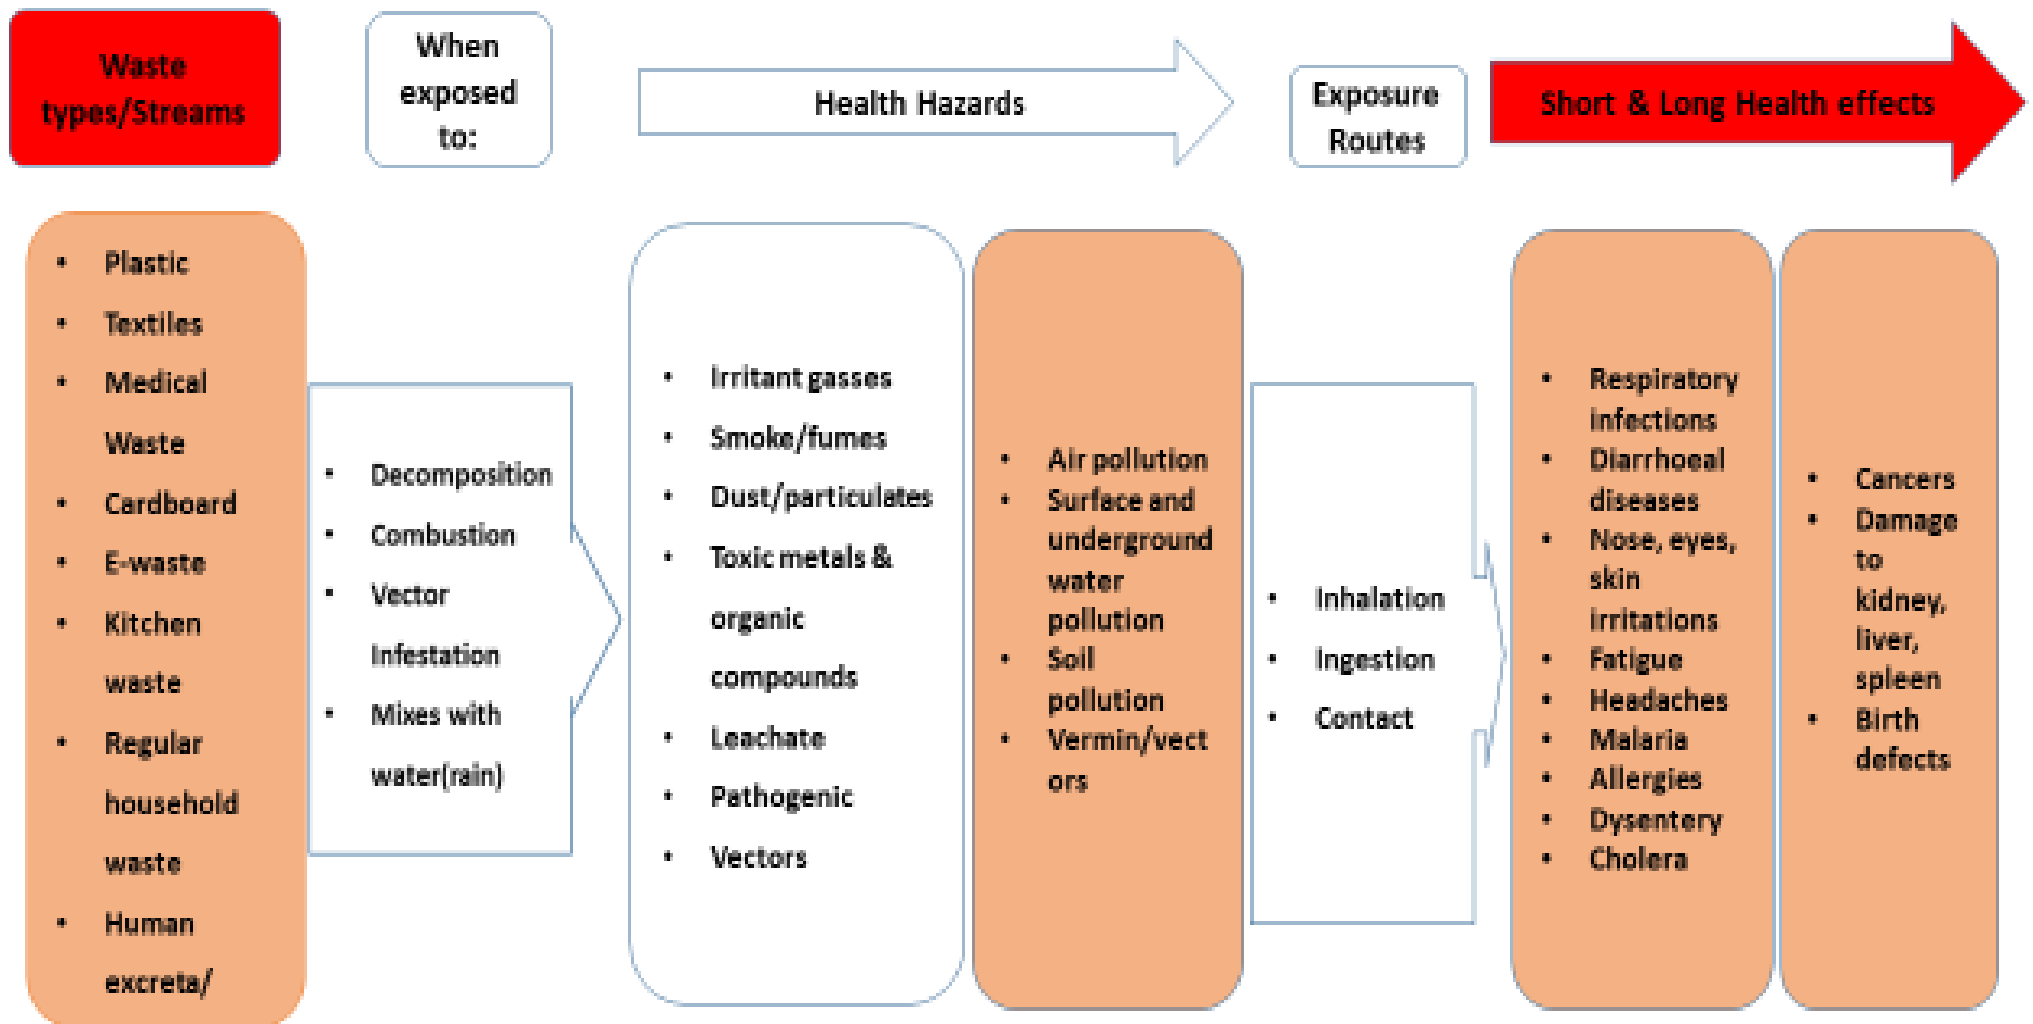 Waste
types/Streams
When
exposed
to:
Health Hazards
Exposure
Routes
Short & Long Health effects
• Plastic
• Textiles
• Medical
Waste
• Cardboard
• E-waste
• Kitchen
waste
• Regular
household
waste
• Human
excreta/
• Decomposition
• Combustion
• Vector
Infestation
• Mixes with
water(rain)
• Irritant gasses
• Smoke/fumes
• Dust/particulates
• Toxic metals &
organic
compounds
• Leachate
• Pathogenic
• Vectors
• Air pollution
• Surface and
underground
water
pollution
• Soil
pollution
• Vermin/vect
ors
• Inhalation
• Ingestion
• Contact
• Respiratory
infections
• Diarrhoeal
diseases
• Nose, eyes,
skin
irritations
• Fatigue
• Headaches
• Malaria
• Allergies
• Dysentery
• Cholera
• Cancers
• Damage
to
kidney,
liver,
spleen
• Birth
defects